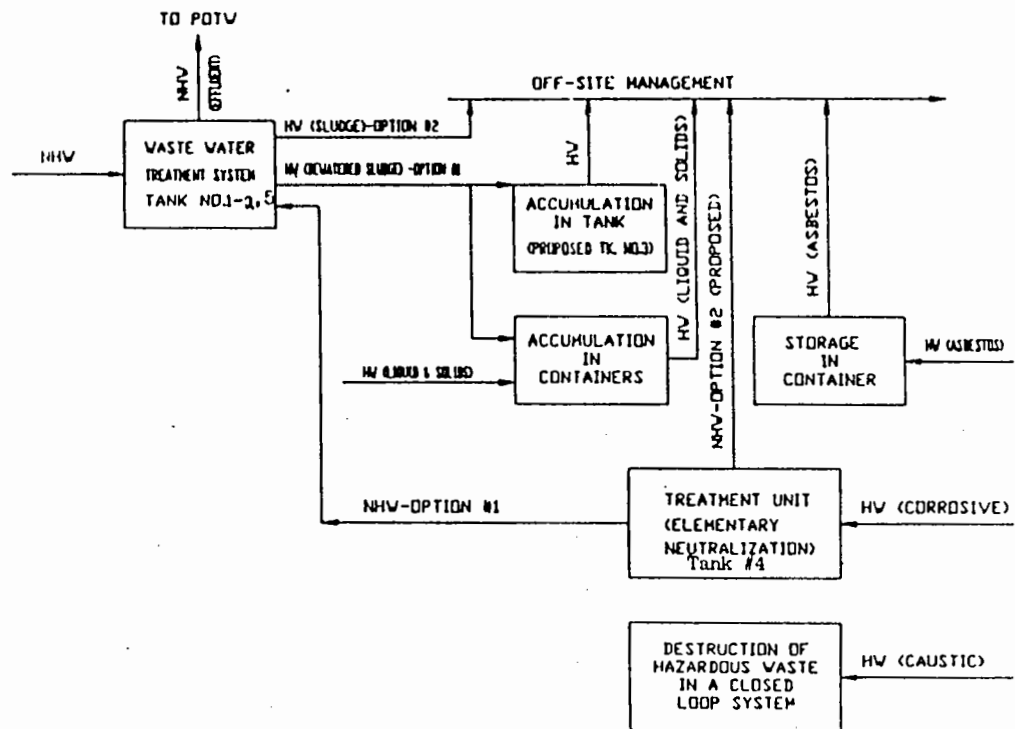 TO POTW
NHW
(EFFLUENT)
OFF-SITE MANAGEMENT
HW (SLUDGE)-OPTION #2
NHW
WASTE WATER
TREATMENT SYSTEM
TANK NO.1-2,5
HW (DEWATERED SLUDGE) -OPTION #1
HW
ACCUMULATION
IN TANK
(PROPOSED TK. NO.3)
HW (LIQUID AND SOLIDS)
NHW-OPTION #2 (PROPOSED)
HW (ASBESTOS)
ACCUMULATION
IN
CONTAINERS
HW (LIQUID & SOLIDS)
STORAGE
IN
CONTAINER
HW (ASBESTOS)
NHW-OPTION #1
TREATMENT UNIT
(ELEMENTARY
NEUTRALIZATION)
Tank #4
HW (CORROSIVE)
DESTRUCTION OF
HAZARDOUS WASTE
IN A CLOSED
LOOP SYSTEM
HW (CAUSTIC)